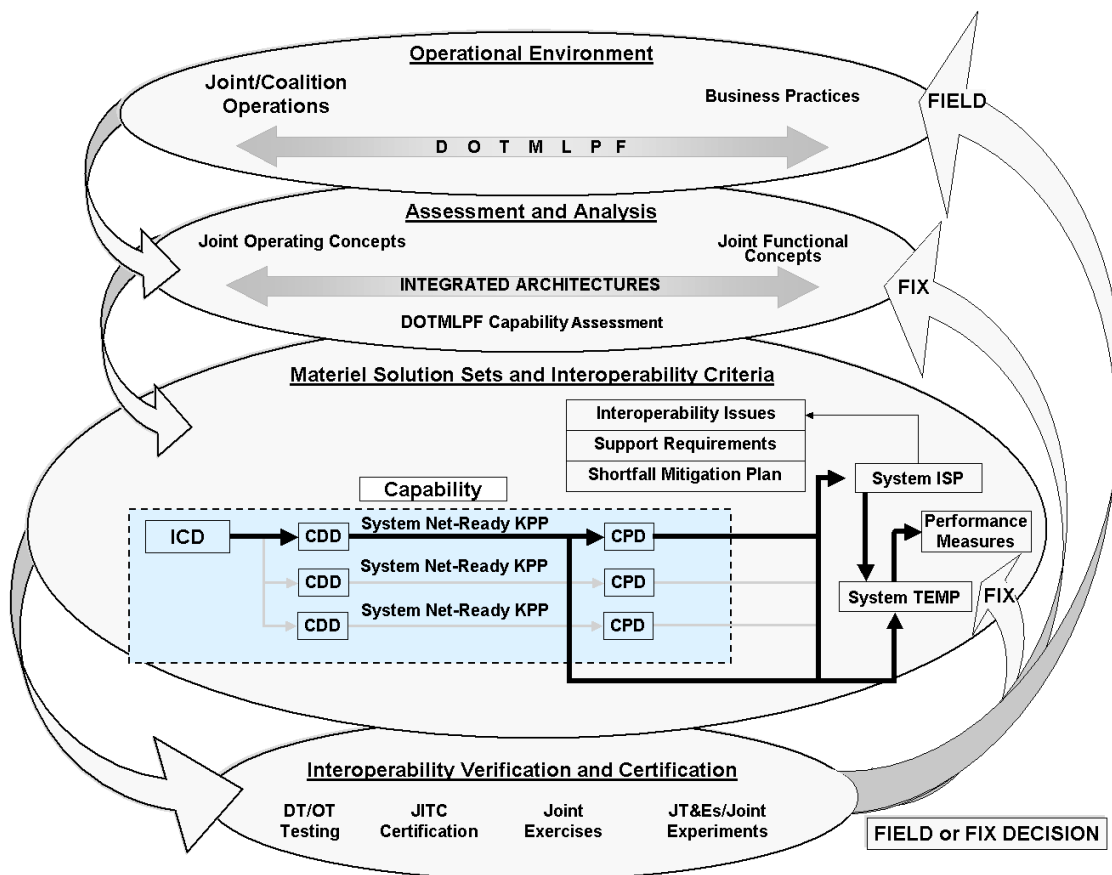 Operational Environment
Joint/Coalition
Operations
Business Practices
FIELD
D O T M L P F
Assessment and Analysis
Joint Operating Concepts
Joint Functional
Concepts
INTEGRATED ARCHITECTURES
FIX
DOTMLPF Capability Assessment
Materiel Solution Sets and Interoperability Criteria
Interoperability Issues
Support Requirements
Shortfall Mitigation Plan
System ISP
Capability
ICD
CDD
System Net-Ready KPP
CPD
Performance
Measures
CDD
System Net-Ready KPP
CPD
System TEMP
FIX
CDD
System Net-Ready KPP
CPD
Interoperability Verification and Certification
DT/OT
Testing
JITC
Certification
Joint
Exercises
JT&Es/Joint
Experiments
FIELD or FIX DECISION